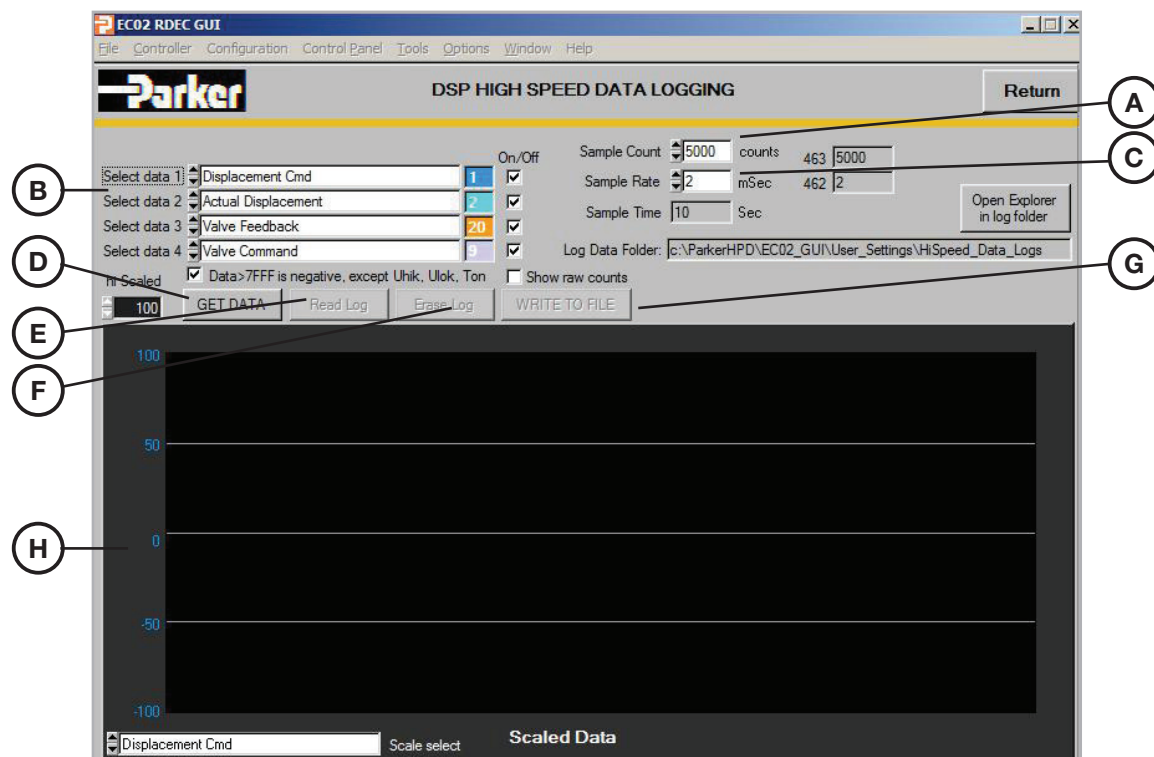 EC02 RDEC GUI
File Controller Configuration Control Panel Tools Options Window Help
Parker
DSP HIGH SPEED DATA LOGGING
Return
A
B
C
D
E
F
G
H
On/Off
Select data 1 Displacement Cmd 1
Select data 2 Actual Displacement 2
Select data 3 Valve Feedback 20
Select data 4 Valve Command 9
Sample Count 5000 counts 463 5000
Sample Rate 2 mSec 462 2
Sample Time 10 Sec
Open Explorer
in log folder
Log Data Folder: c:\ParkerHPD\EC02_GUI\User_Settings\HiSpeed_Data_Logs
Data>7FFF is negative, except Uhik, Ulok, Ton
Show raw counts
hi Scaled
100
GET DATA
Read Log
Erase Log
WRITE TO FILE
100
50
0
-50
-100
Displacement Cmd
Scale select
Scaled Data